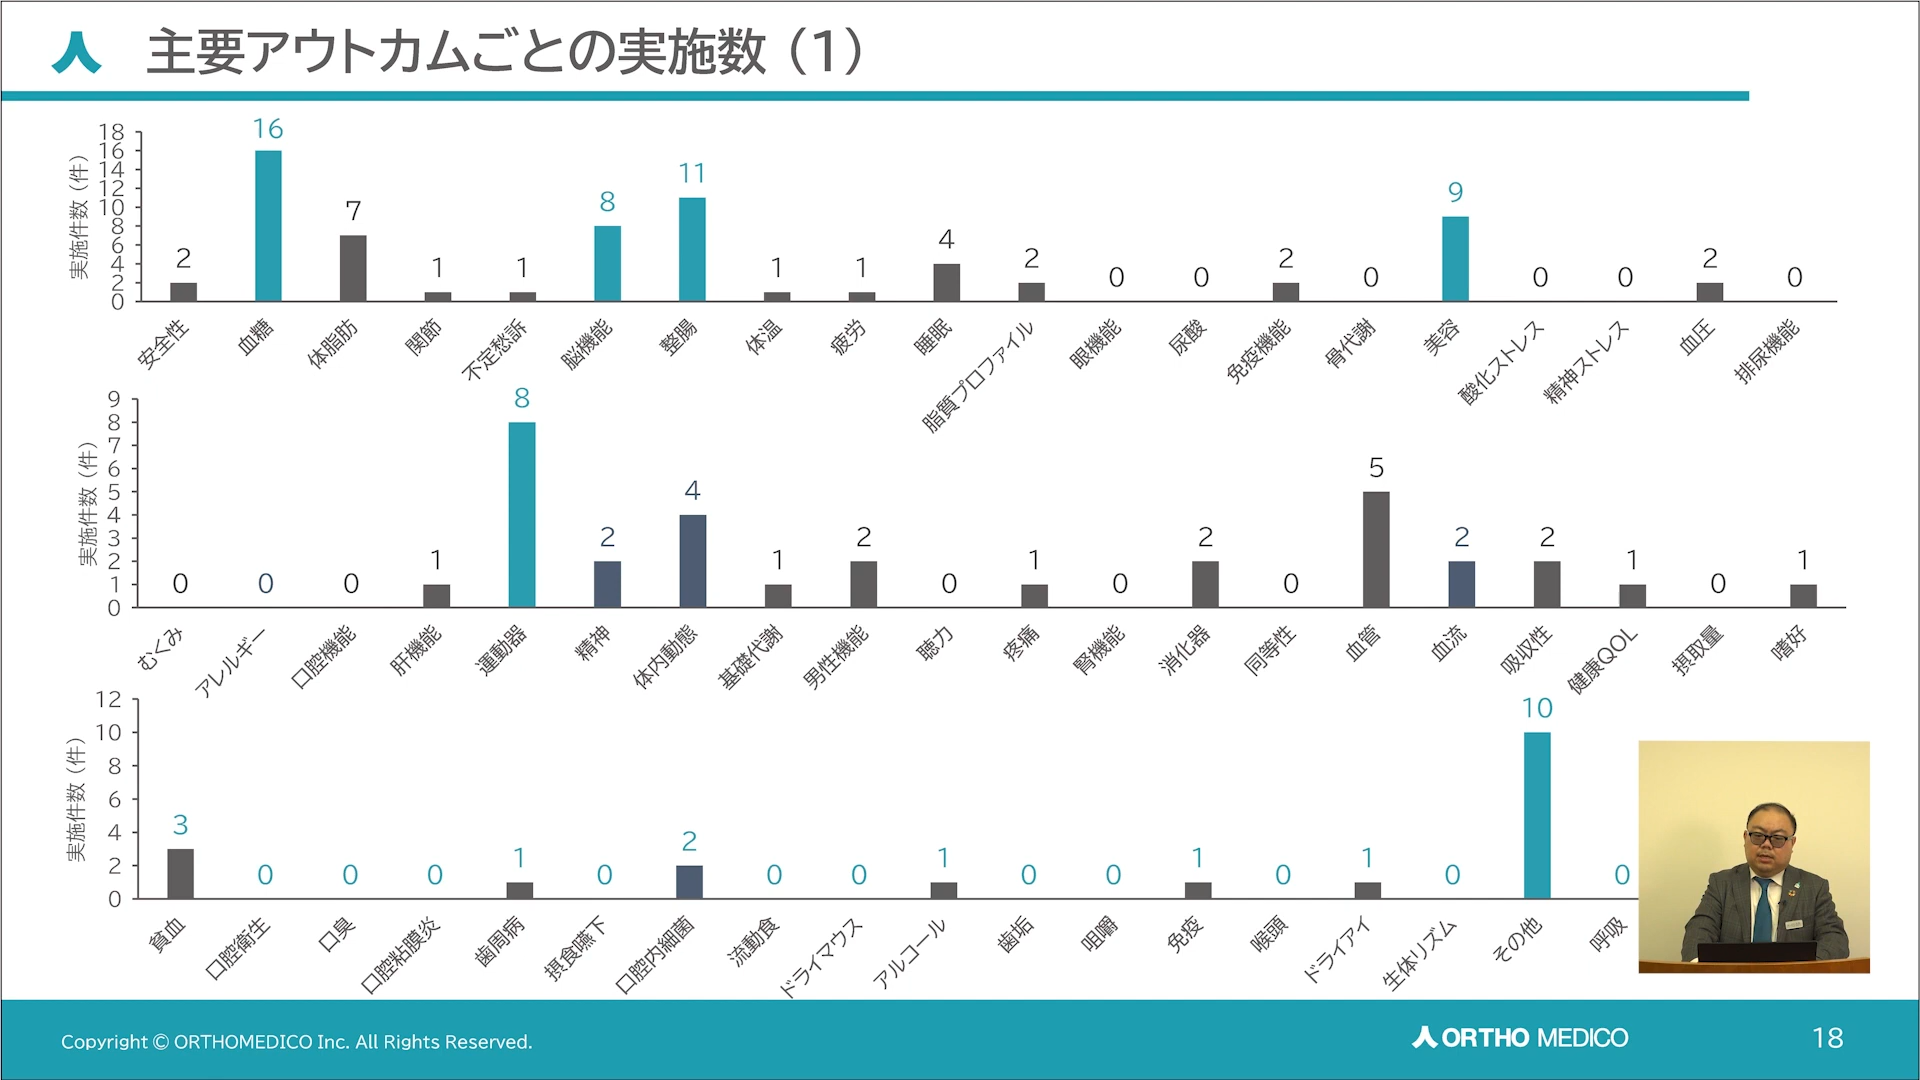 主要アウトカムごとの実施数（1）
実施件数（件）
18
16
14
12
10
8
6
4
2
0
2 16 7 1 1 8 11 1 1 4 2 0 0 2 0 9 0 0 2 0
安全性 血糖 体脂肪 関節 不定愁訴 脳機能 整腸 体温 疲労 睡眠 脂質プロファイル 眼機能 尿酸 免疫機能 骨代謝 美容 酸化ストレス 精神ストレス 血圧 排尿機能
実施件数（件）
9
8
7
6
5
4
3
2
1
0
0 0 0 1 8 2 4 1 2 0 1 0 2 0 5 2 2 1 0 1
むくみ アレルギー 口腔機能 肝機能 運動器 精神 体内動態 基礎代謝 男性機能 聴力 疼痛 腎機能 消化器 同等性 血管 血流 吸収性 健康QOL 摂取量 嗜好
実施件数（件）
12
10
8
6
4
2
0
3 0 0 0 1 0 2 0 0 1 0 0 1 0 1 0 10 0
貧血 口腔衛生 口臭 口腔粘膜炎 歯周病 摂食嚥下 口腔内細菌 流動食 ドライマウス アルコール 歯垢 咀嚼 免疫 喉頭 ドライアイ 生体リズム その他 呼吸
Copyright © ORTHOMEDICO Inc. All Rights Reserved.
ORTHO MEDICO
18